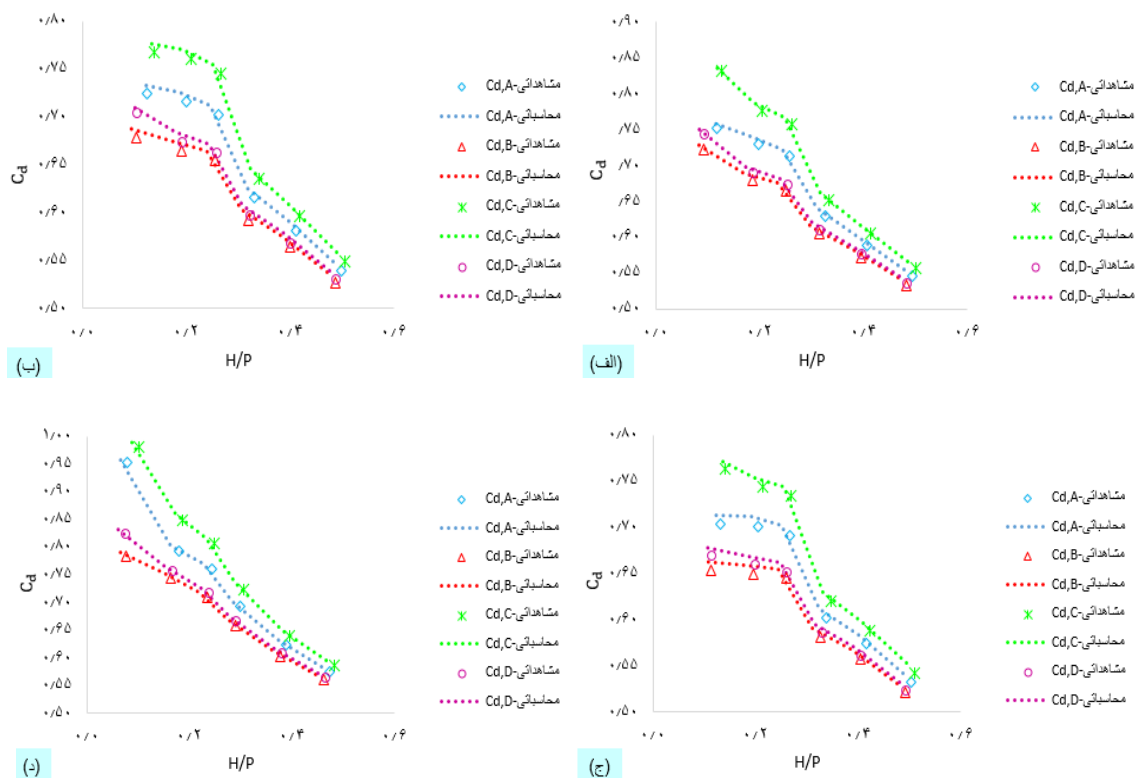 ۰٫۹۰
۰٫۸۵
۰٫۸۰
۰٫۷۵
۰٫۷۰
۰٫۶۵
۰٫۶۰
۰٫۵۵
۰٫۵۰
Cd
۰٫۰ ۰٫۲ ۰٫۴ ۰٫۶
H/P
Cd,A-مشاهداتی
Cd,A-محاسباتی
Cd,B-مشاهداتی
Cd,B-محاسباتی
Cd,C-مشاهداتی
Cd,C-محاسباتی
Cd,D-مشاهداتی
Cd,D-محاسباتی
(الف)
۰٫۸۰
۰٫۷۵
۰٫۷۰
۰٫۶۵
۰٫۶۰
۰٫۵۵
۰٫۵۰
Cd
۰٫۰ ۰٫۲ ۰٫۴ ۰٫۶
H/P
Cd,A-مشاهداتی
Cd,A-محاسباتی
Cd,B-مشاهداتی
Cd,B-محاسباتی
Cd,C-مشاهداتی
Cd,C-محاسباتی
Cd,D-مشاهداتی
Cd,D-محاسباتی
(ب)
۰٫۸۰
۰٫۷۵
۰٫۷۰
۰٫۶۵
۰٫۶۰
۰٫۵۵
۰٫۵۰
Cd
۰٫۰ ۰٫۲ ۰٫۴ ۰٫۶
H/P
Cd,A-مشاهداتی
Cd,A-محاسباتی
Cd,B-مشاهداتی
Cd,B-محاسباتی
Cd,C-مشاهداتی
Cd,C-محاسباتی
Cd,D-مشاهداتی
Cd,D-محاسباتی
(ج)
۱٫۰۰
۰٫۹۵
۰٫۹۰
۰٫۸۵
۰٫۸۰
۰٫۷۵
۰٫۷۰
۰٫۶۵
۰٫۶۰
۰٫۵۵
۰٫۵۰
Cd
۰٫۰ ۰٫۲ ۰٫۴ ۰٫۶
H/P
Cd,A-مشاهداتی
Cd,A-محاسباتی
Cd,B-مشاهداتی
Cd,B-محاسباتی
Cd,C-مشاهداتی
Cd,C-محاسباتی
Cd,D-مشاهداتی
Cd,D-محاسباتی
(د)